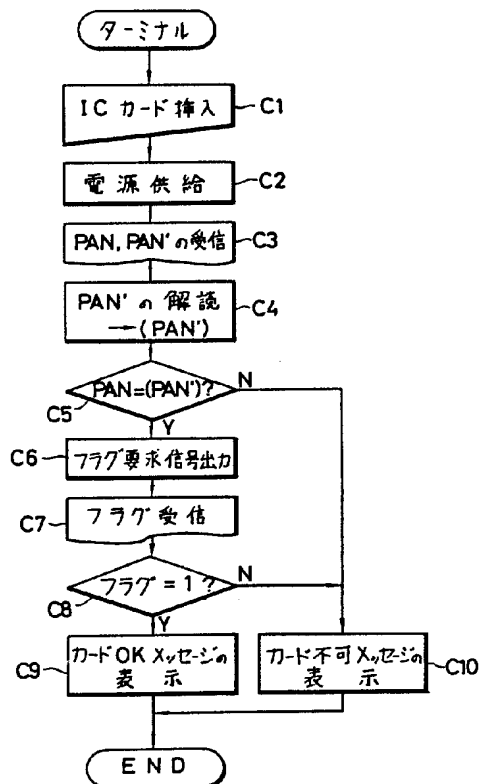 ターミナル
ICカード挿入
C1
電源供給
C2
PAN, PAN'の受信
C3
PAN'の解読
→(PAN')
C4
PAN=(PAN')?
N
C5
Y
C6
フラグ要求信号出力
C7
フラグ受信
フラグ=1?
N
C8
Y
C9
カードOKメッセージの
表示
カード不可メッセージの
表示
C10
END